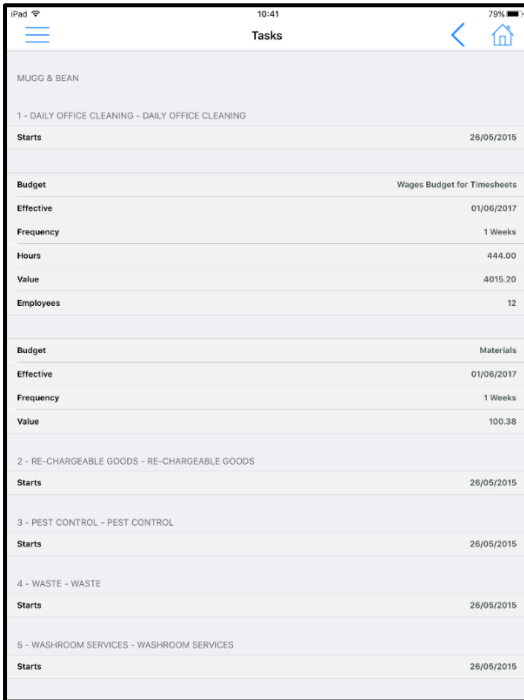 iPad 10:41 79%
Tasks
MUGG & BEAN
1 - DAILY OFFICE CLEANING - DAILY OFFICE CLEANING
Starts 26/05/2015
Budget Wages Budget for Timesheets
Effective 01/06/2017
Frequency 1 Weeks
Hours 444.00
Value 4015.20
Employees 12
Budget Materials
Effective 01/06/2017
Frequency 1 Weeks
Value 100.38
2 - RE-CHARGEABLE GOODS - RE-CHARGEABLE GOODS
Starts 26/05/2015
3 - PEST CONTROL - PEST CONTROL
Starts 26/05/2015
4 - WASTE - WASTE
Starts 26/05/2015
5 - WASHROOM SERVICES - WASHROOM SERVICES
Starts 26/05/2015